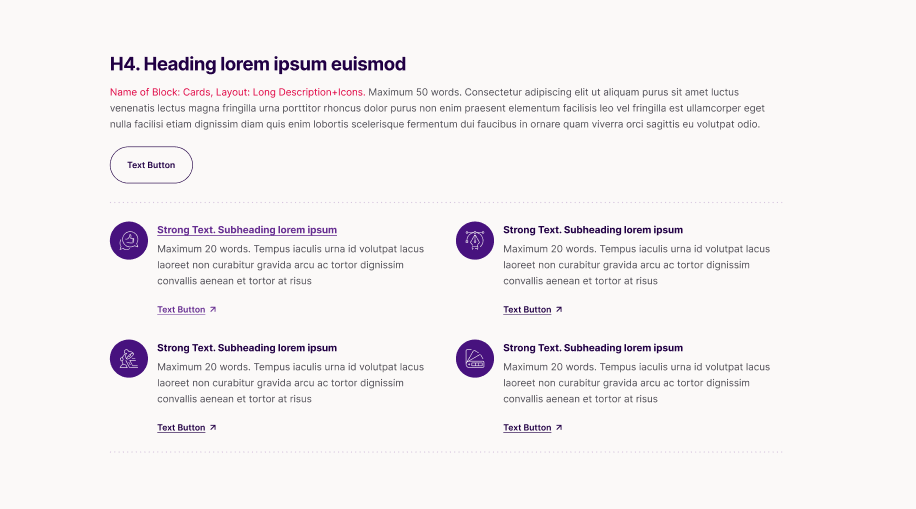 H4. Heading lorem ipsum euismod
Name of Block: Cards, Layout: Long Description+Icons. Maximum 50 words. Consectetur adipiscing elit ut aliquam purus sit amet luctus
venenatis lectus magna fringilla urna porttitor rhoncus dolor purus non enim praesent elementum facilisis leo vel fringilla est ullamcorper eget
nulla facilisi etiam dignissim diam quis enim lobortis scelerisque fermentum dui faucibus in ornare quam viverra orci sagittis eu volutpat odio.
Text Button
Strong Text. Subheading lorem ipsum
Maximum 20 words. Tempus iaculis urna id volutpat lacus
laoreet non curabitur gravida arcu ac tortor dignissim
convallis aenean et tortor at risus
Text Button
Strong Text. Subheading lorem ipsum
Maximum 20 words. Tempus iaculis urna id volutpat lacus
laoreet non curabitur gravida arcu ac tortor dignissim
convallis aenean et tortor at risus
Text Button
Strong Text. Subheading lorem ipsum
Maximum 20 words. Tempus iaculis urna id volutpat lacus
laoreet non curabitur gravida arcu ac tortor dignissim
convallis aenean et tortor at risus
Text Button
Strong Text. Subheading lorem ipsum
Maximum 20 words. Tempus iaculis urna id volutpat lacus
laoreet non curabitur gravida arcu ac tortor dignissim
convallis aenean et tortor at risus
Text Button